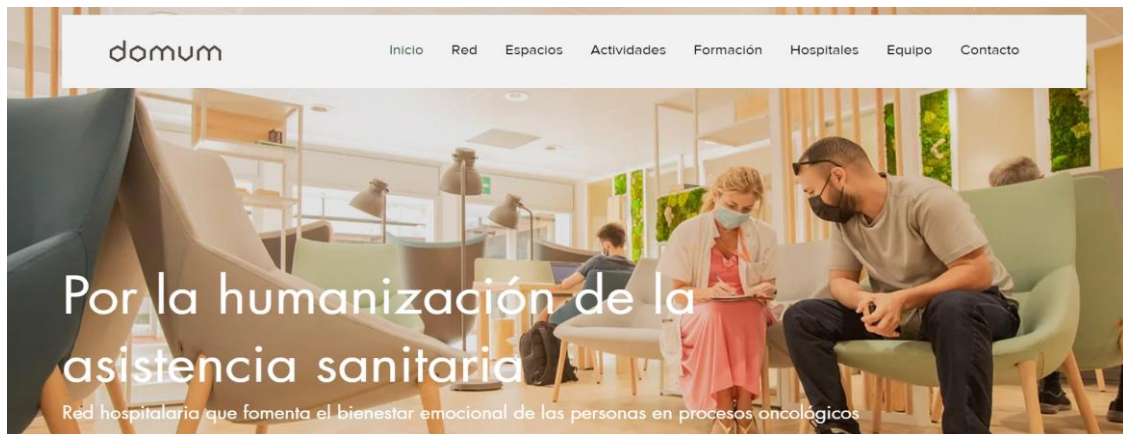 domum
Inicio Red Espacios Actividades Formación Hospitales Equipo Contacto
Por la humanización de la
asistencia sanitaria
Red hospitalaria que fomenta el bienestar emocional de las personas en procesos oncológicos